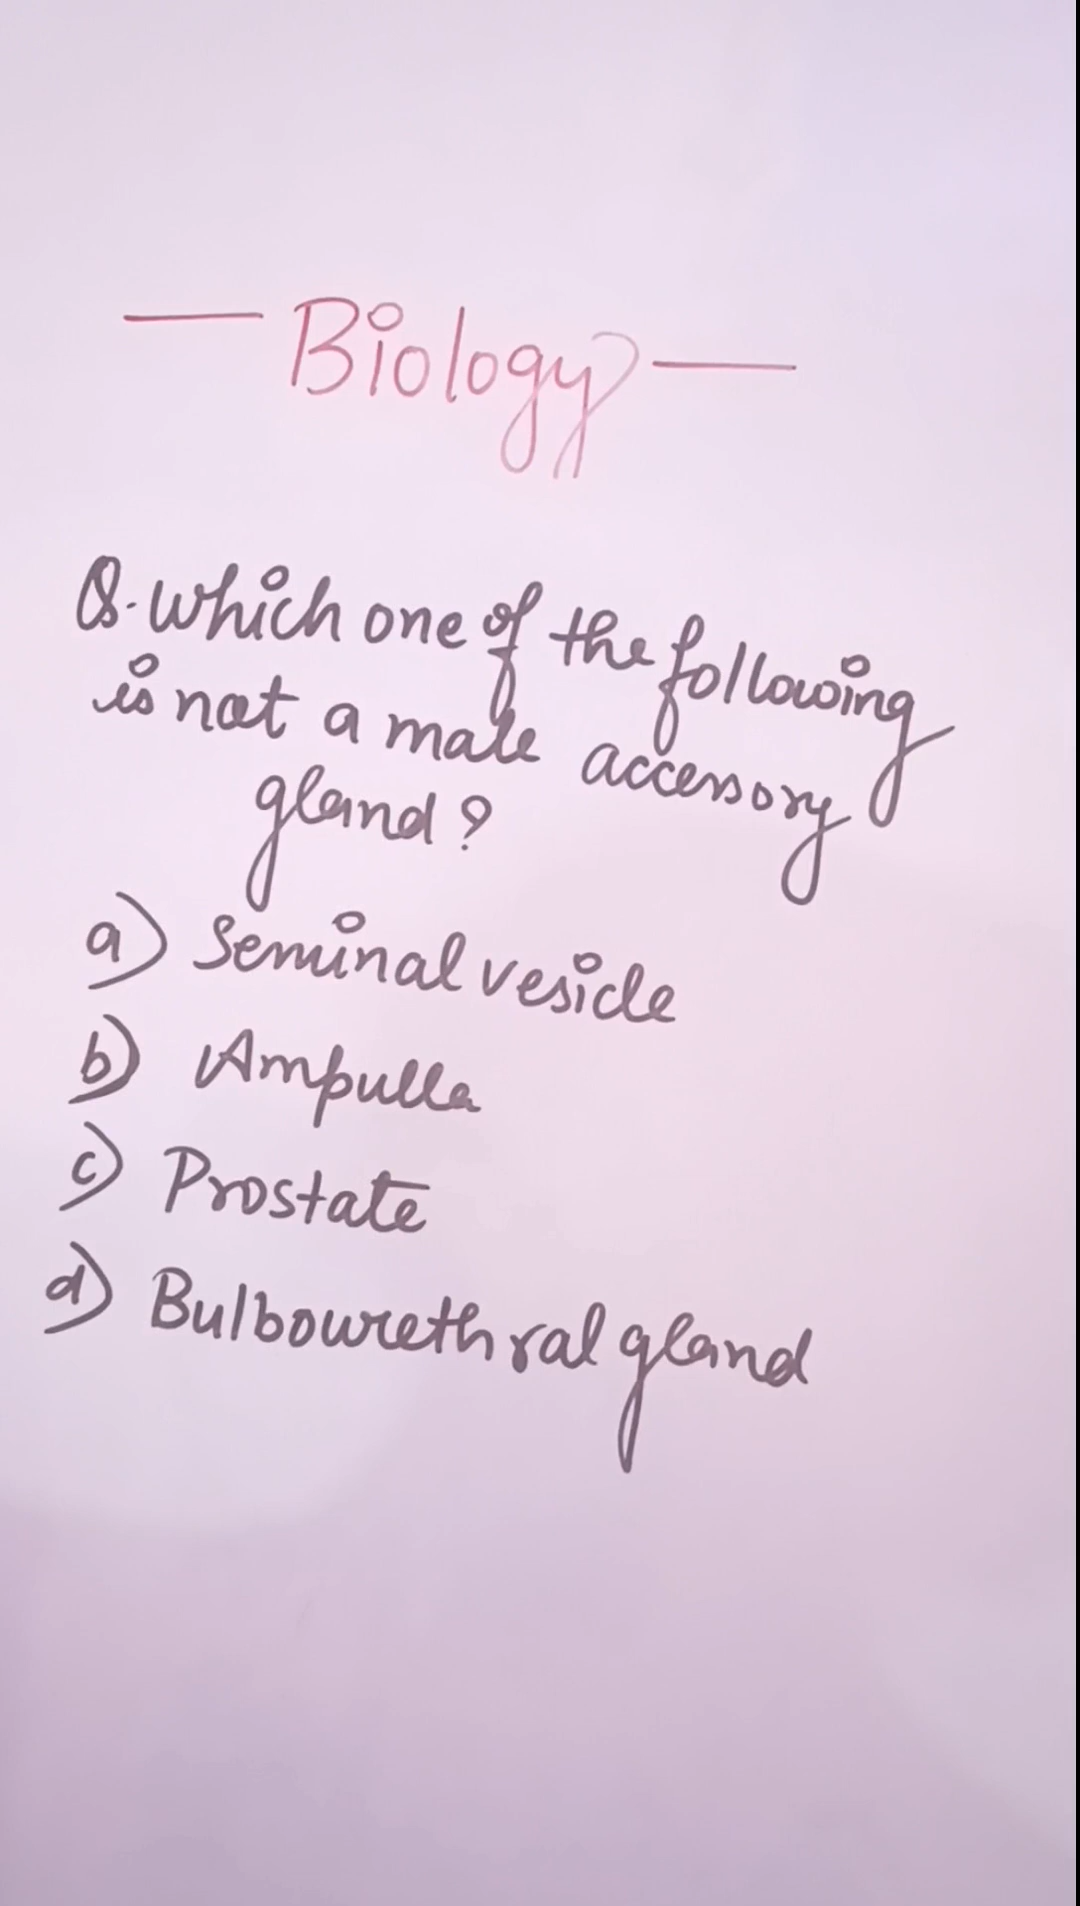 Biology
Q. Which one of the following
is not a male accessory
gland?
a) Seminal vesicle
b) Ampulla
c) Prostate
d) Bulbourethral gland